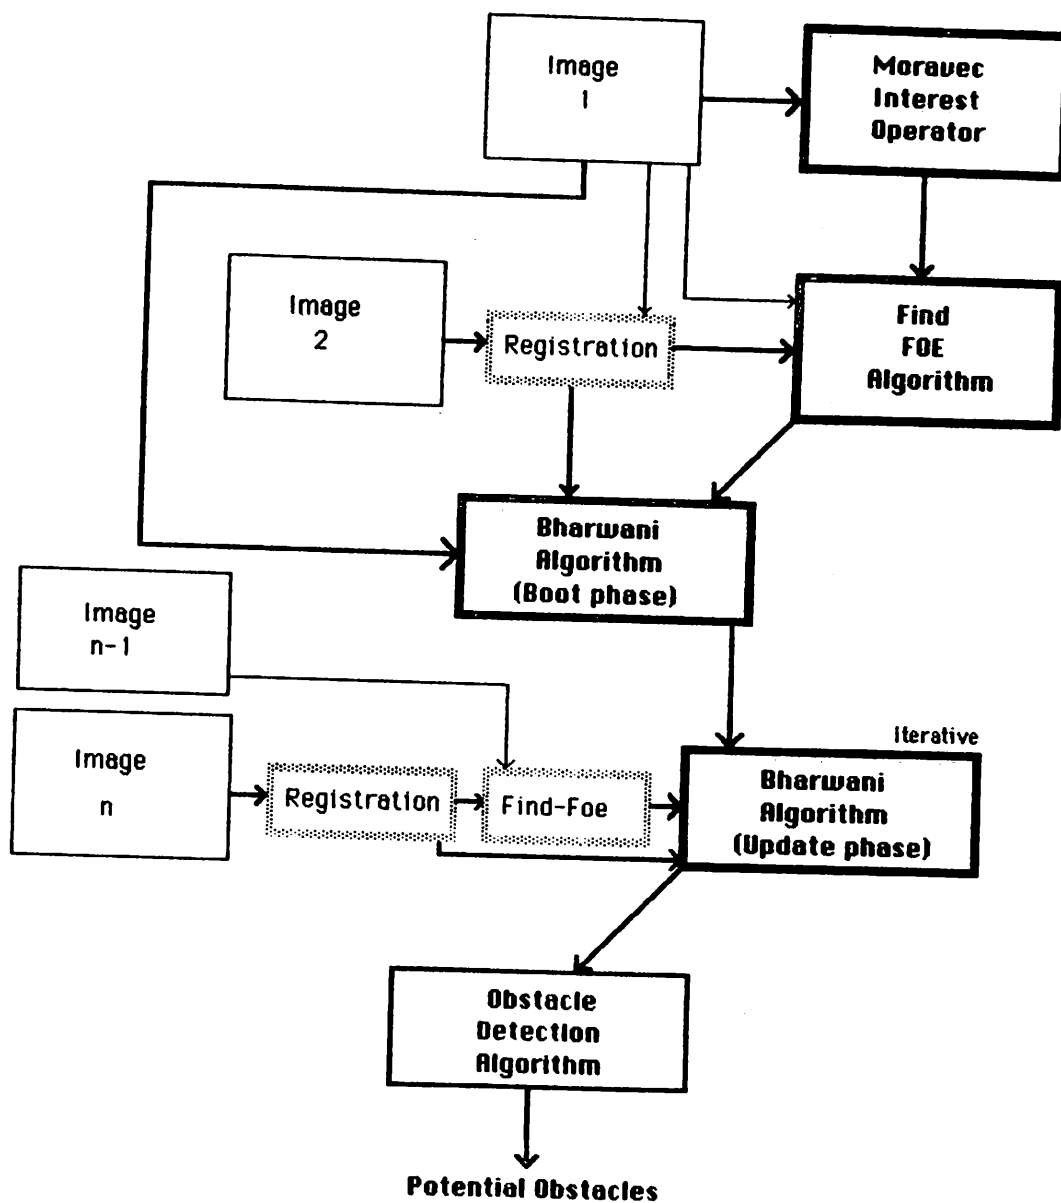 Image
1
Moravec
Interest
Operator
Image
2
Registration
Find
FOE
Algorithm
Bharwani
Algorithm
(Boot phase)
Image
n-1
Image
n
Registration
Find-Foe
Iterative
Bharwani
Algorithm
(Update phase)
Obstacle
Detection
Algorithm
Potential Obstacles